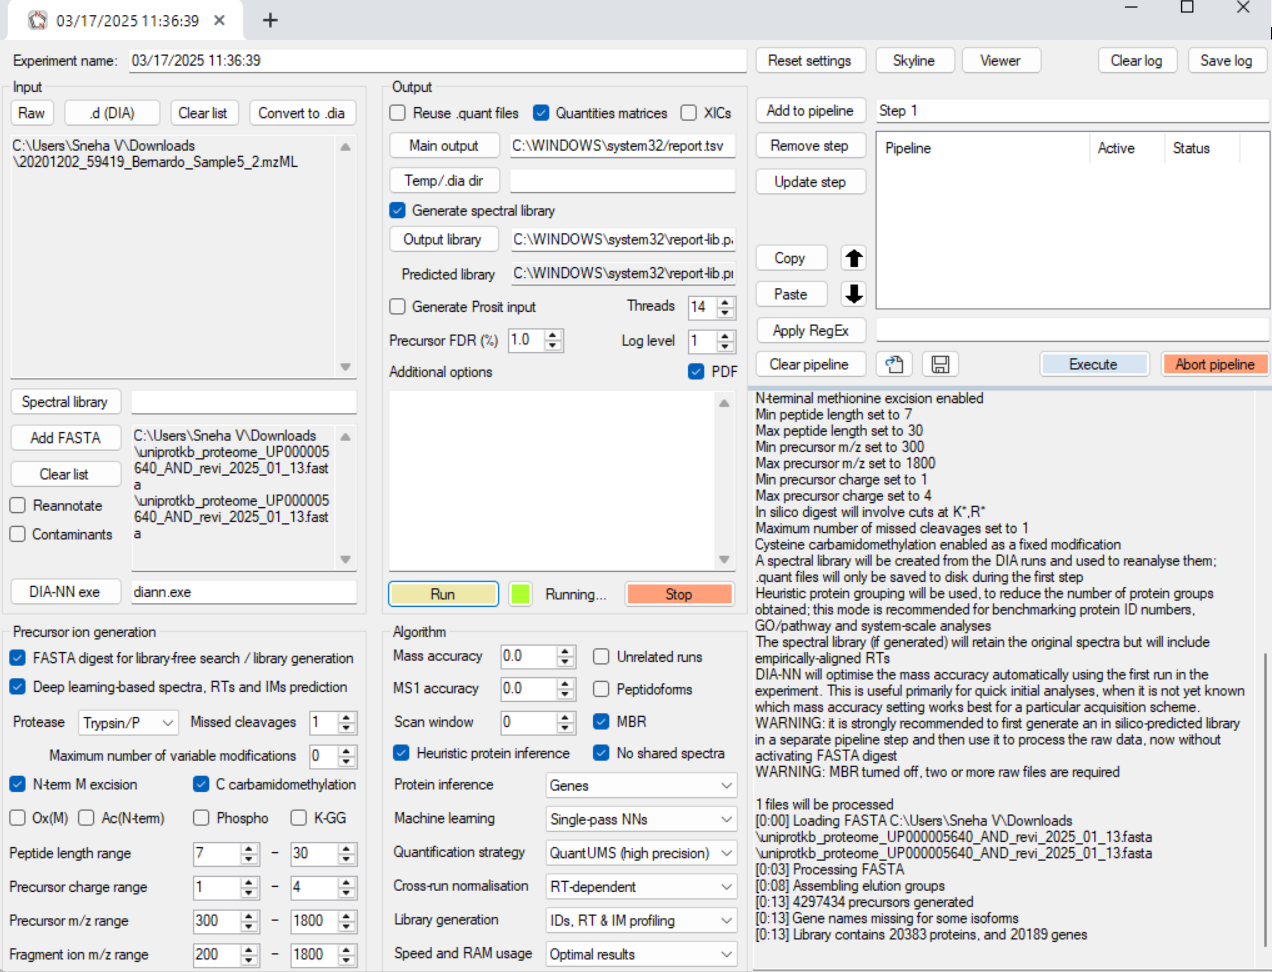 03/17/2025 11:36:39
Experiment name: 03/17/2025 11:36:39
Reset settings Skyline Viewer Clear log Save log
Input
Raw .d (DIA) Clear list Convert to .dia
C:\Users\Sneha V\Downloads
\20201202_59419_Bernardo_Sample5_2.mzML
Spectral library
Add FASTA
Clear list
C:\Users\Sneha V\Downloads
\uniprotkb_proteome_UP000005
640_AND_revi_2025_01_13.fast
a
\uniprotkb_proteome_UP000005
640_AND_revi_2025_01_13.fast
a
Reannotate
Contaminants
DIA-NN exe diann.exe
Output
Reuse .quant files Quantities matrices XICs
Main output C:\WINDOWS\system32/report.tsv
Temp/.dia dir
Generate spectral library
Output library C:\WINDOWS\system32\report-lib.pa
Predicted library C:\WINDOWS\system32\report-lib.pr
Generate Prosit input Threads 14
Precursor FDR (%) 1.0 Log level 1
Additional options PDF
Run Running... Stop
Add to pipeline Step 1
Remove step
Update step
Pipeline Active Status
Copy
Paste
Apply RegEx
Clear pipeline Execute Abort pipeline
Precursor ion generation
FASTA digest for library-free search / library generation
Deep learning-based spectra, RTs and IMs prediction
Protease Trypsin/P Missed cleavages 1
Maximum number of variable modifications 0
N-term M excision C carbamidomethylation
Ox(M) Ac(N-term) Phospho K-GG
Peptide length range 7 - 30
Precursor charge range 1 - 4
Precursor m/z range 300 - 1800
Fragment ion m/z range 200 - 1800
Algorithm
Mass accuracy 0.0 Unrelated runs
MS1 accuracy 0.0 Peptidoforms
Scan window 0 MBR
Heuristic protein inference No shared spectra
Protein inference Genes
Machine learning Single-pass NNs
Quantification strategy QuantUMS (high precision)
Cross-run normalisation RT-dependent
Library generation IDs, RT & IM profiling
Speed and RAM usage Optimal results
N-terminal methionine excision enabled
Min peptide length set to 7
Max peptide length set to 30
Min precursor m/z set to 300
Max precursor m/z set to 1800
Min precursor charge set to 1
Max precursor charge set to 4
In silico digest will involve cuts at K*,R*
Maximum number of missed cleavages set to 1
Cysteine carbamidomethylation enabled as a fixed modification
A spectral library will be created from the DIA runs and used to reanalyse them;
.quant files will only be saved to disk during the first step
Heuristic protein grouping will be used, to reduce the number of protein groups
obtained; this mode is recommended for benchmarking protein ID numbers,
GO/pathway and system-scale analyses
The spectral library (if generated) will retain the original spectra but will include
empirically-aligned RTs
DIA-NN will optimise the mass accuracy automatically using the first run in the
experiment. This is useful primarily for quick initial analyses, when it is not yet known
which mass accuracy setting works best for a particular acquisition scheme.
WARNING: it is strongly recommended to first generate an in silico-predicted library
in a separate pipeline step and then use it to process the raw data, now without
activating FASTA digest
WARNING: MBR turned off, two or more raw files are required
1 files will be processed
[0:00] Loading FASTA C:\Users\Sneha V\Downloads
\uniprotkb_proteome_UP000005640_AND_revi_2025_01_13.fasta
\uniprotkb_proteome_UP000005640_AND_revi_2025_01_13.fasta
[0:03] Processing FASTA
[0:08] Assembling elution groups
[0:13] 4297434 precursors generated
[0:13] Gene names missing for some isoforms
[0:13] Library contains 20383 proteins, and 20189 genes